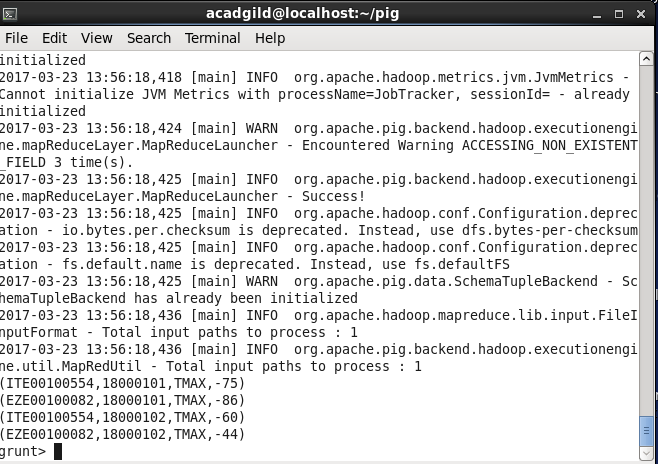 acadgild@localhost:~/pig
File Edit View Search Terminal Help
initialized
2017-03-23 13:56:18,418 [main] INFO  org.apache.hadoop.metrics.jvm.JvmMetrics -
Cannot initialize JVM Metrics with processName=JobTracker, sessionId= - already
initialized
2017-03-23 13:56:18,424 [main] WARN  org.apache.pig.backend.hadoop.executionengi
ne.mapReduceLayer.MapReduceLauncher - Encountered Warning ACCESSING_NON_EXISTENT
_FIELD 3 time(s).
2017-03-23 13:56:18,425 [main] INFO  org.apache.pig.backend.hadoop.executionengi
ne.mapReduceLayer.MapReduceLauncher - Success!
2017-03-23 13:56:18,425 [main] INFO  org.apache.hadoop.conf.Configuration.deprec
ation - io.bytes.per.checksum is deprecated. Instead, use dfs.bytes-per-checksum
2017-03-23 13:56:18,425 [main] INFO  org.apache.hadoop.conf.Configuration.deprec
ation - fs.default.name is deprecated. Instead, use fs.defaultFS
2017-03-23 13:56:18,425 [main] WARN  org.apache.pig.data.SchemaTupleBackend - Sc
hemaTupleBackend has already been initialized
2017-03-23 13:56:18,436 [main] INFO  org.apache.hadoop.mapreduce.lib.input.FileI
nputFormat - Total input paths to process : 1
2017-03-23 13:56:18,436 [main] INFO  org.apache.pig.backend.hadoop.executionengi
ne.util.MapRedUtil - Total input paths to process : 1
(ITE00100554,18000101,TMAX,-75)
(EZE00100082,18000101,TMAX,-86)
(ITE00100554,18000102,TMAX,-60)
(EZE00100082,18000102,TMAX,-44)
grunt>